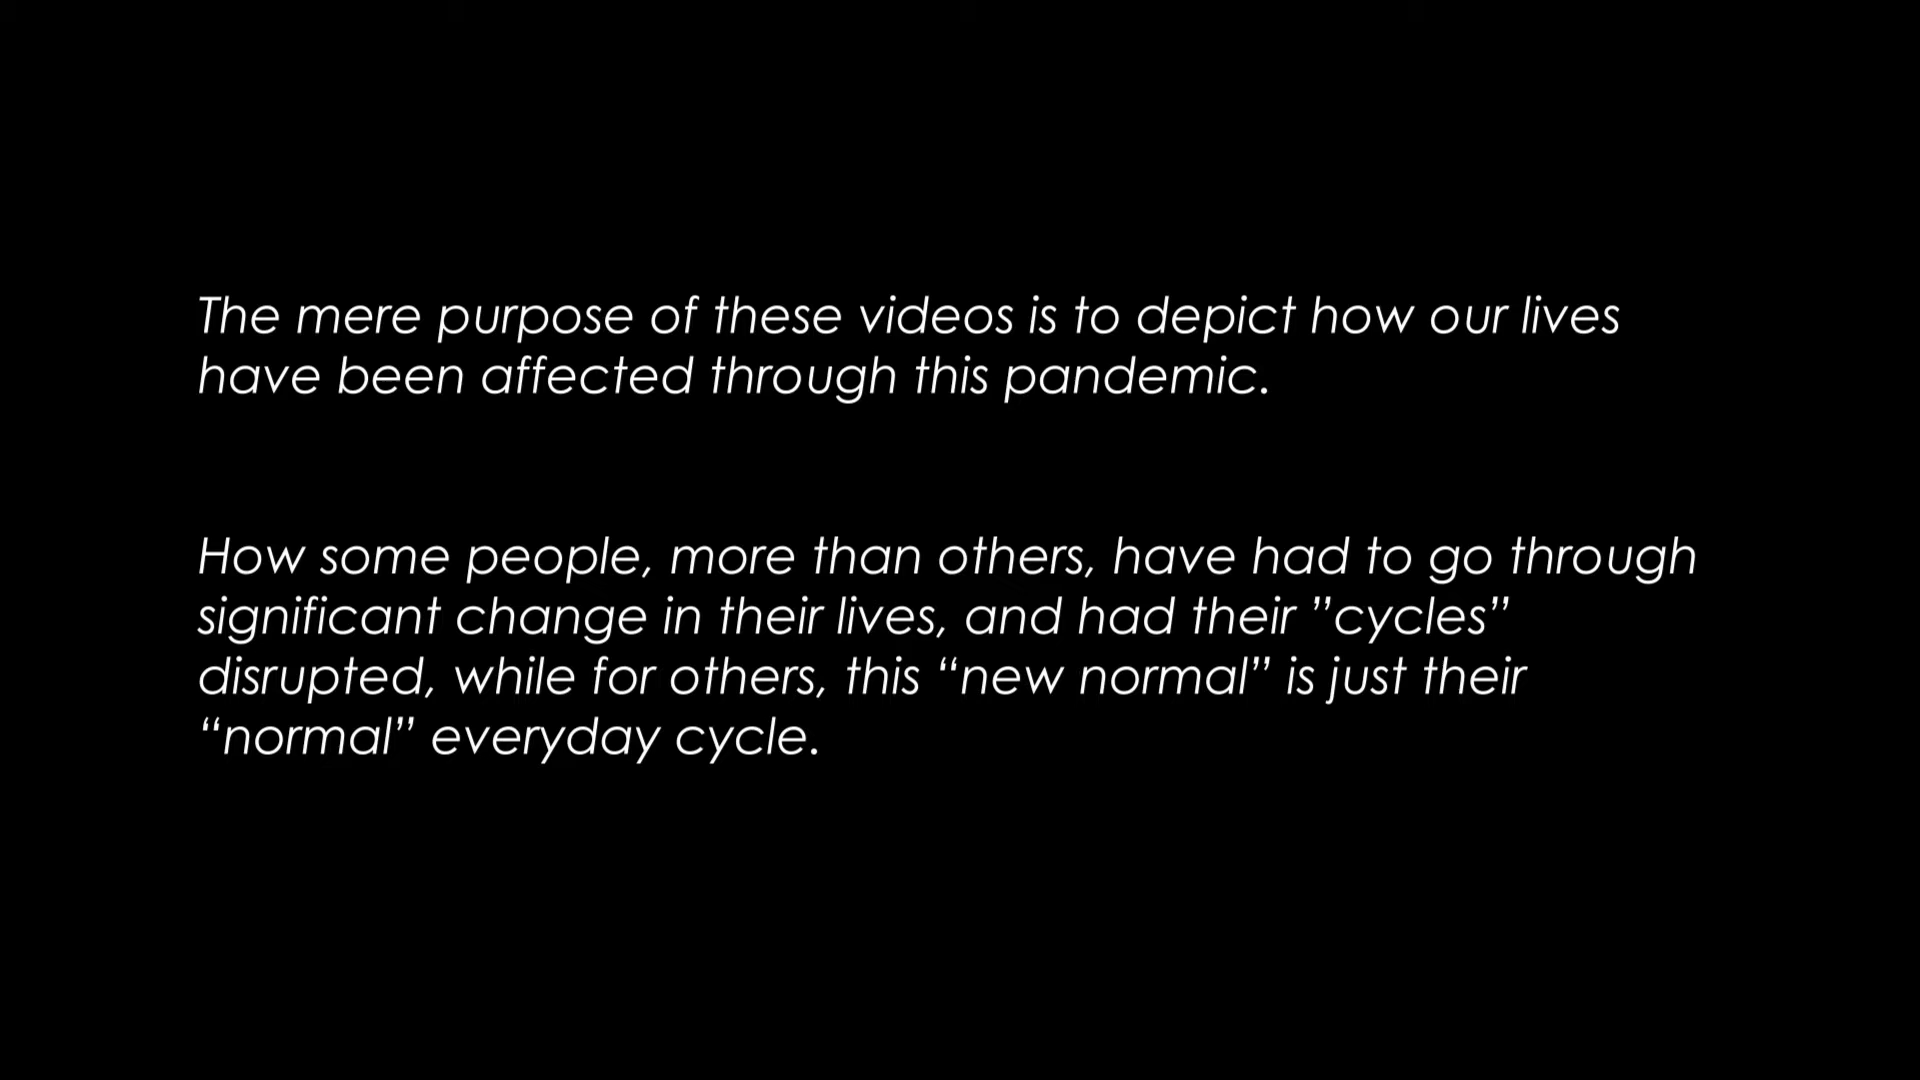 The mere purpose of these videos is to depict how our lives
have been affected through this pandemic.
How some people, more than others, have had to go through
significant change in their lives, and had their ”cycles”
disrupted, while for others, this “new normal” is just their
“normal” everyday cycle.